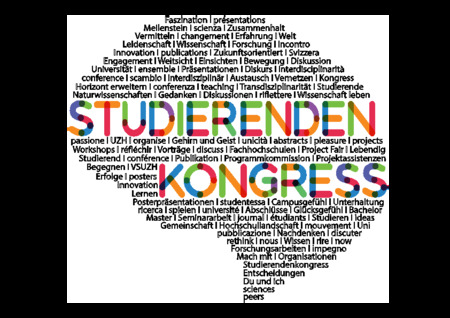 Faszination | présentations
Meilenstein | scienza | Zusammenhalt
Vermitteln | changement | Erfahrung | Welt
Leidenschaft | Wissenschaft | Forschung | incontro
Innovation | publications | Zukunftsorientiert | Svizzera
Engagement | Weitsicht | Einsichten | Bewegung | Diskussion
Universität | ensemble | Präsentationen | Diskurs | Interdisciplinarità
conference | scambio | Interdisziplinär | Austausch | Vernetzen | Kongress
Horizont erweitern | conferenza | teaching | Transdisziplinarität | Studierende
Naturwissenschaften | Gedanken | Diskussionen | riflettere | Wissenschaft leben
STUDIERENDEN
passione | UZH | organise | Gehirn und Geist | unicità | abstracts | pleasure | projects
Workshops | réfléchir | Vorträge | discuss | Fachhochschulen | Project Fair | Lebendig
Studierend | conférence | Publication | Programmkommission | Projektassistenzen
Begegnen | VSUZH
Erfolge | posters
innovation
Lernen
KONGRESS
Posterpräsentationen | studentessa | Campusgefühl | Unterhaltung
ricerca | spielen | université | Abschlüsse | Glücksgefühl | Bachelor
Master | Seminararbeit | journal | étudiants | Studieren | Ideas
Gemeinschaft | Hochschullandschaft | mouvement | Uni
pubblicazione | Nachdenken | discuter
rethink | nous | Wissen | rire | now
Forschungsarbeiten | impegno
Mach mit | Organisationen
Studierendenkongress
Entscheidungen
Du und ich
sciences
peers